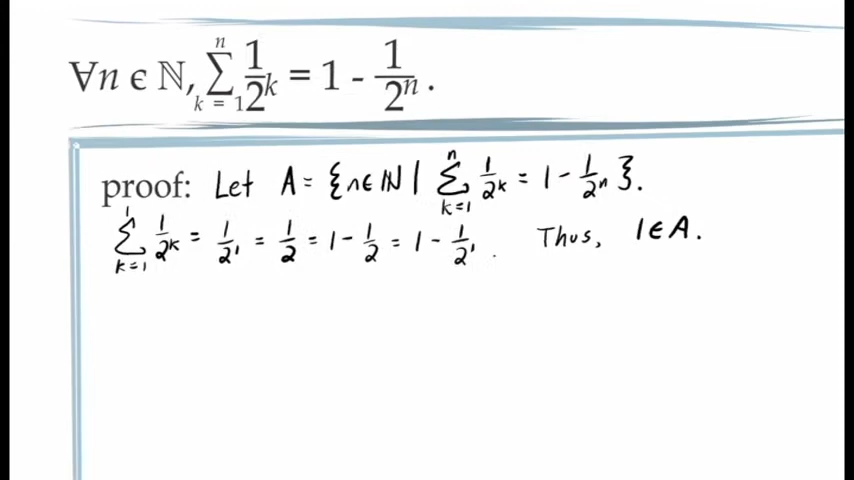 ∀n ϵ ℕ, ∑_{k = 1}^{n} 1/2^k = 1 - 1/2^n.
proof: Let A = {n∈ℕ | ∑_{k=1}^{n} 1/2^k = 1 - 1/2^n}.
∑_{k=1}^{1} 1/2^k = 1/2^1 = 1/2 = 1 - 1/2 = 1 - 1/2^1. Thus, 1∈A.